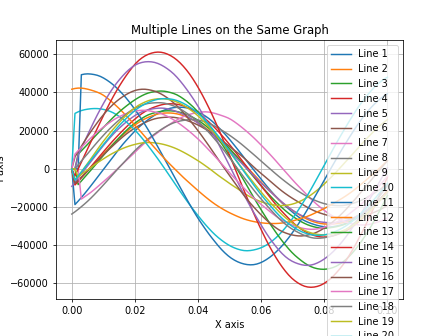 Multiple Lines on the Same Graph
60000
40000
20000
0
−20000
−40000
−60000
0.00
0.02
0.04
0.06
0.08
X axis
axis
Line 1
Line 2
Line 3
Line 4
Line 5
Line 6
Line 7
Line 8
Line 9
Line 10
Line 11
Line 12
Line 13
Line 14
Line 15
Line 16
Line 17
Line 18
Line 19
Line 20